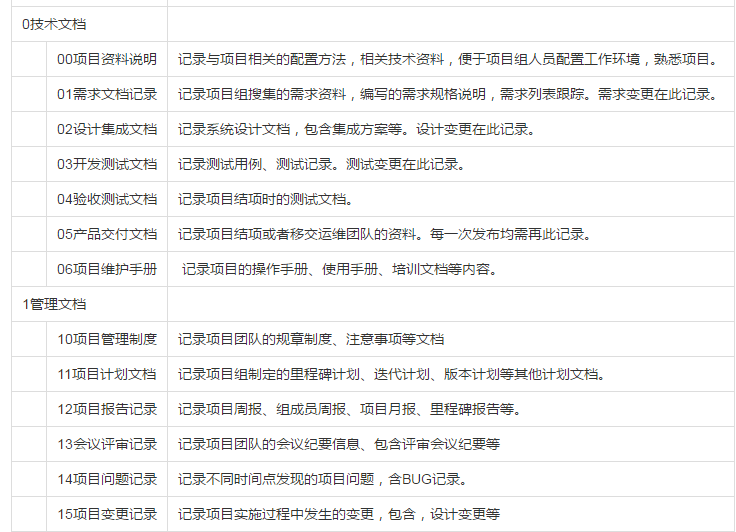 0技术文档
00项目资料说明 记录与项目相关的配置方法，相关技术资料，便于项目组人员配置工作环境，熟悉项目。
01需求文档记录 记录项目组搜集的需求资料，编写的需求规格说明，需求列表跟踪。需求变更在此记录。
02设计集成文档 记录系统设计文档，包含集成方案等。设计变更在此记录。
03开发测试文档 记录测试用例、测试记录。测试变更在此记录。
04验收测试文档 记录项目结项时的测试文档。
05产品交付文档 记录项目结项或者移交运维团队的资料。每一次发布均需再此记录。
06项目维护手册 记录项目的操作手册、使用手册、培训文档等内容。
1管理文档
10项目管理制度 记录项目团队的规章制度、注意事项等文档
11项目计划文档 记录项目组制定的里程碑计划、迭代计划、版本计划等其他计划文档。
12项目报告记录 记录项目周报、组成员周报、项目月报、里程碑报告等。
13会议评审记录 记录项目团队的会议纪要信息、包含评审会议纪要等
14项目问题记录 记录不同时间点发现的项目问题，含BUG记录。
15项目变更记录 记录项目实施过程中发生的变更，包含，设计变更等